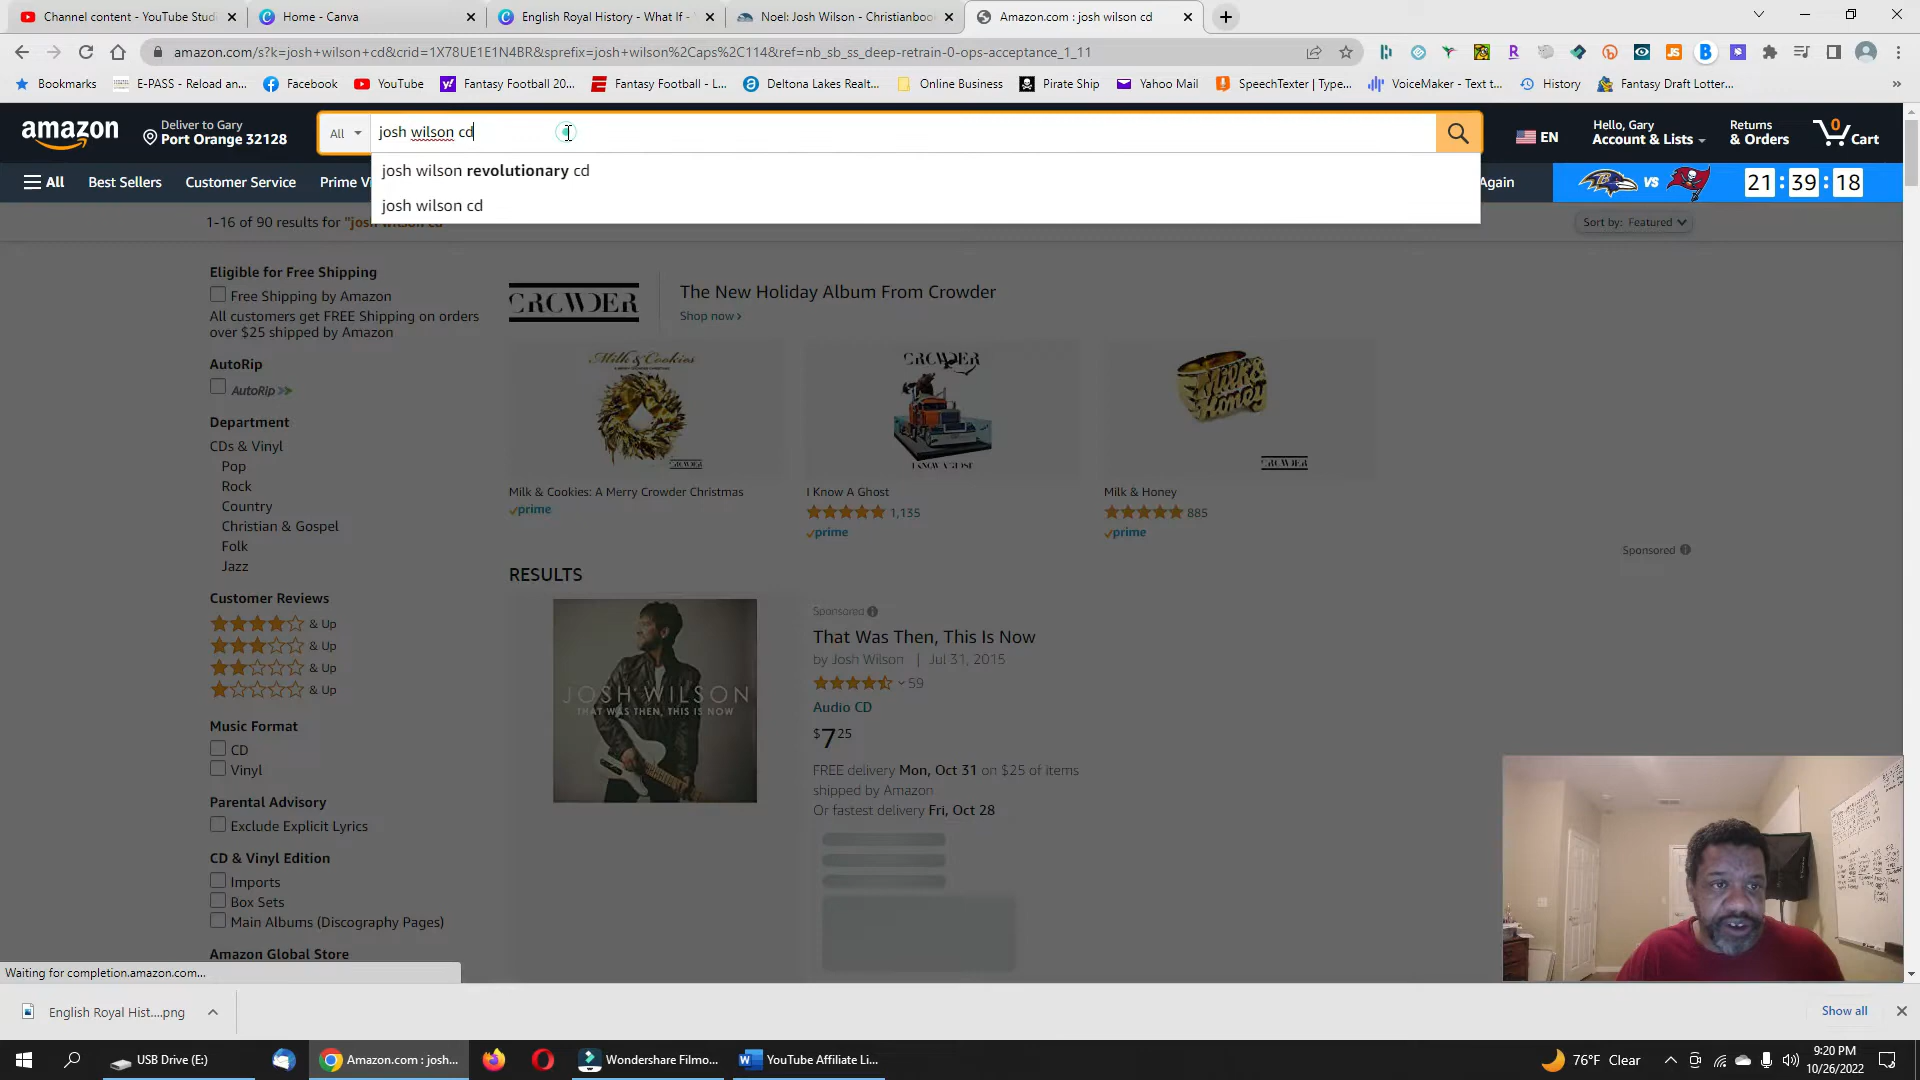 Channel content - YouTube Studi
Home - Canva
English Royal History - What If -
Noel: Josh Wilson - Christianbook
Amazon.com : josh wilson cd
amazon.com/s?k=josh+wilson+cd&crid=1X78UE1E1N4BR&sprefix=josh+wilson%2Caps%2C114&ref=nb_sb_ss_deep-retrain-0-ops-acceptance_1_11
Bookmarks
E-PASS - Reload an...
Facebook
YouTube
Fantasy Football 20...
Fantasy Football - L...
Deltona Lakes Realt...
Online Business
Pirate Ship
Yahoo Mail
SpeechTexter | Type...
VoiceMaker - Text t...
History
Fantasy Draft Lotter...
»
amazon
Deliver to Gary
Port Orange 32128
All
josh wilson cd
EN
Hello, Gary
Account & Lists
Returns
& Orders
0
Cart
josh wilson revolutionary cd
josh wilson cd
All
Best Sellers
Customer Service
Prime Vi
Again
VS
21 : 39 : 18
1-16 of 90 results for "josh wilson cd"
Sort by: Featured
Eligible for Free Shipping
Free Shipping by Amazon
All customers get FREE Shipping on orders
over $25 shipped by Amazon
AutoRip
AutoRip
Department
CDs & Vinyl
Pop
Rock
Country
Christian & Gospel
Folk
Jazz
Customer Reviews
& Up
& Up
& Up
& Up
Music Format
CD
Vinyl
Parental Advisory
Exclude Explicit Lyrics
CD & Vinyl Edition
Imports
Box Sets
Main Albums (Discography Pages)
Amazon Global Store
CROWDER
The New Holiday Album From Crowder
Shop now ›
Milk & Cookies
CROWDER
Milk & Cookies: A Merry Crowder Christmas
prime
CROWDER
I KNOW A GHOST
I Know A Ghost
1,135
prime
Milk & Honey
CROWDER
Milk & Honey
885
prime
Sponsored
RESULTS
JOSH WILSON
THAT WAS THEN, THIS IS NOW
Sponsored
That Was Then, This Is Now
by Josh Wilson | Jul 31, 2015
59
Audio CD
$7 25
FREE delivery Mon, Oct 31 on $25 of items
shipped by Amazon
Or fastest delivery Fri, Oct 28
Waiting for completion.amazon.com...
English Royal Hist....png
Show all
USB Drive (E:)
Amazon.com : josh...
Wondershare Filmo...
YouTube Affiliate Li...
76°F Clear
9:20 PM
10/26/2022